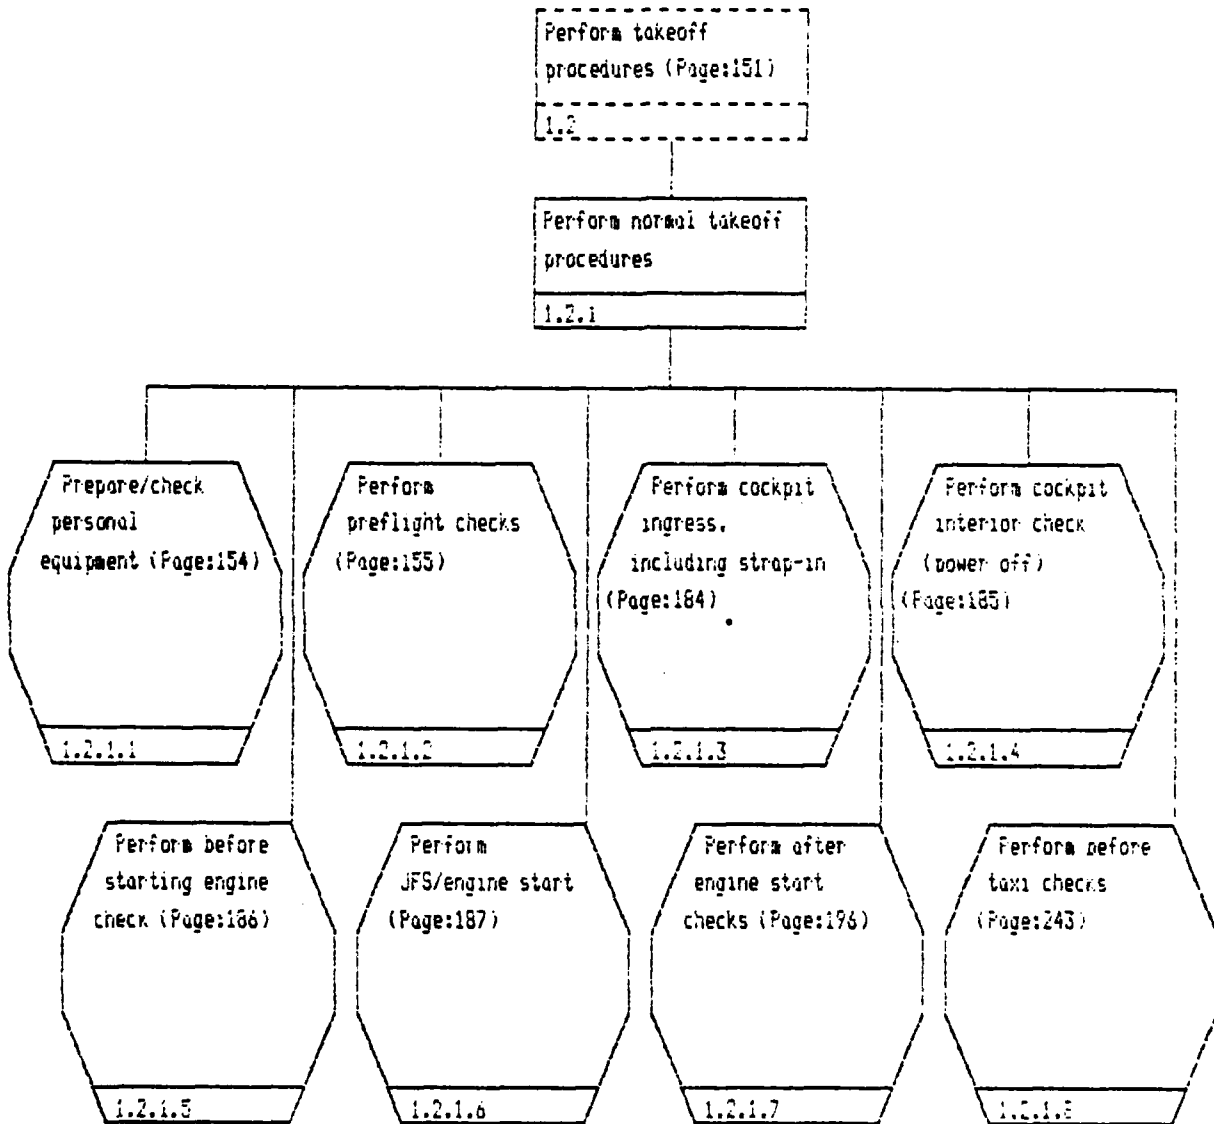 Perform takeoff
procedures (Page:151)
1.2
Perform normal takeoff
procedures
1.2.1
Prepare/check
personal
equipment (Page:154)
1.2.1.1
Perform
preflight checks
(Page:155)
1.2.1.2
Perform cockpit
ingress.
including strap-in
(Page:184)
1.2.1.3
Perform cockpit
interior check
(power off)
(Page:185)
1.2.1.4
Perform before
starting engine
check (Page:186)
1.2.1.5
Perform
JFS/engine start
(Page:187)
1.2.1.6
Perform after
engine start
checks (Page:196)
1.2.1.7
Perform before
taxi checks
(Page:243)
1.2.1.8